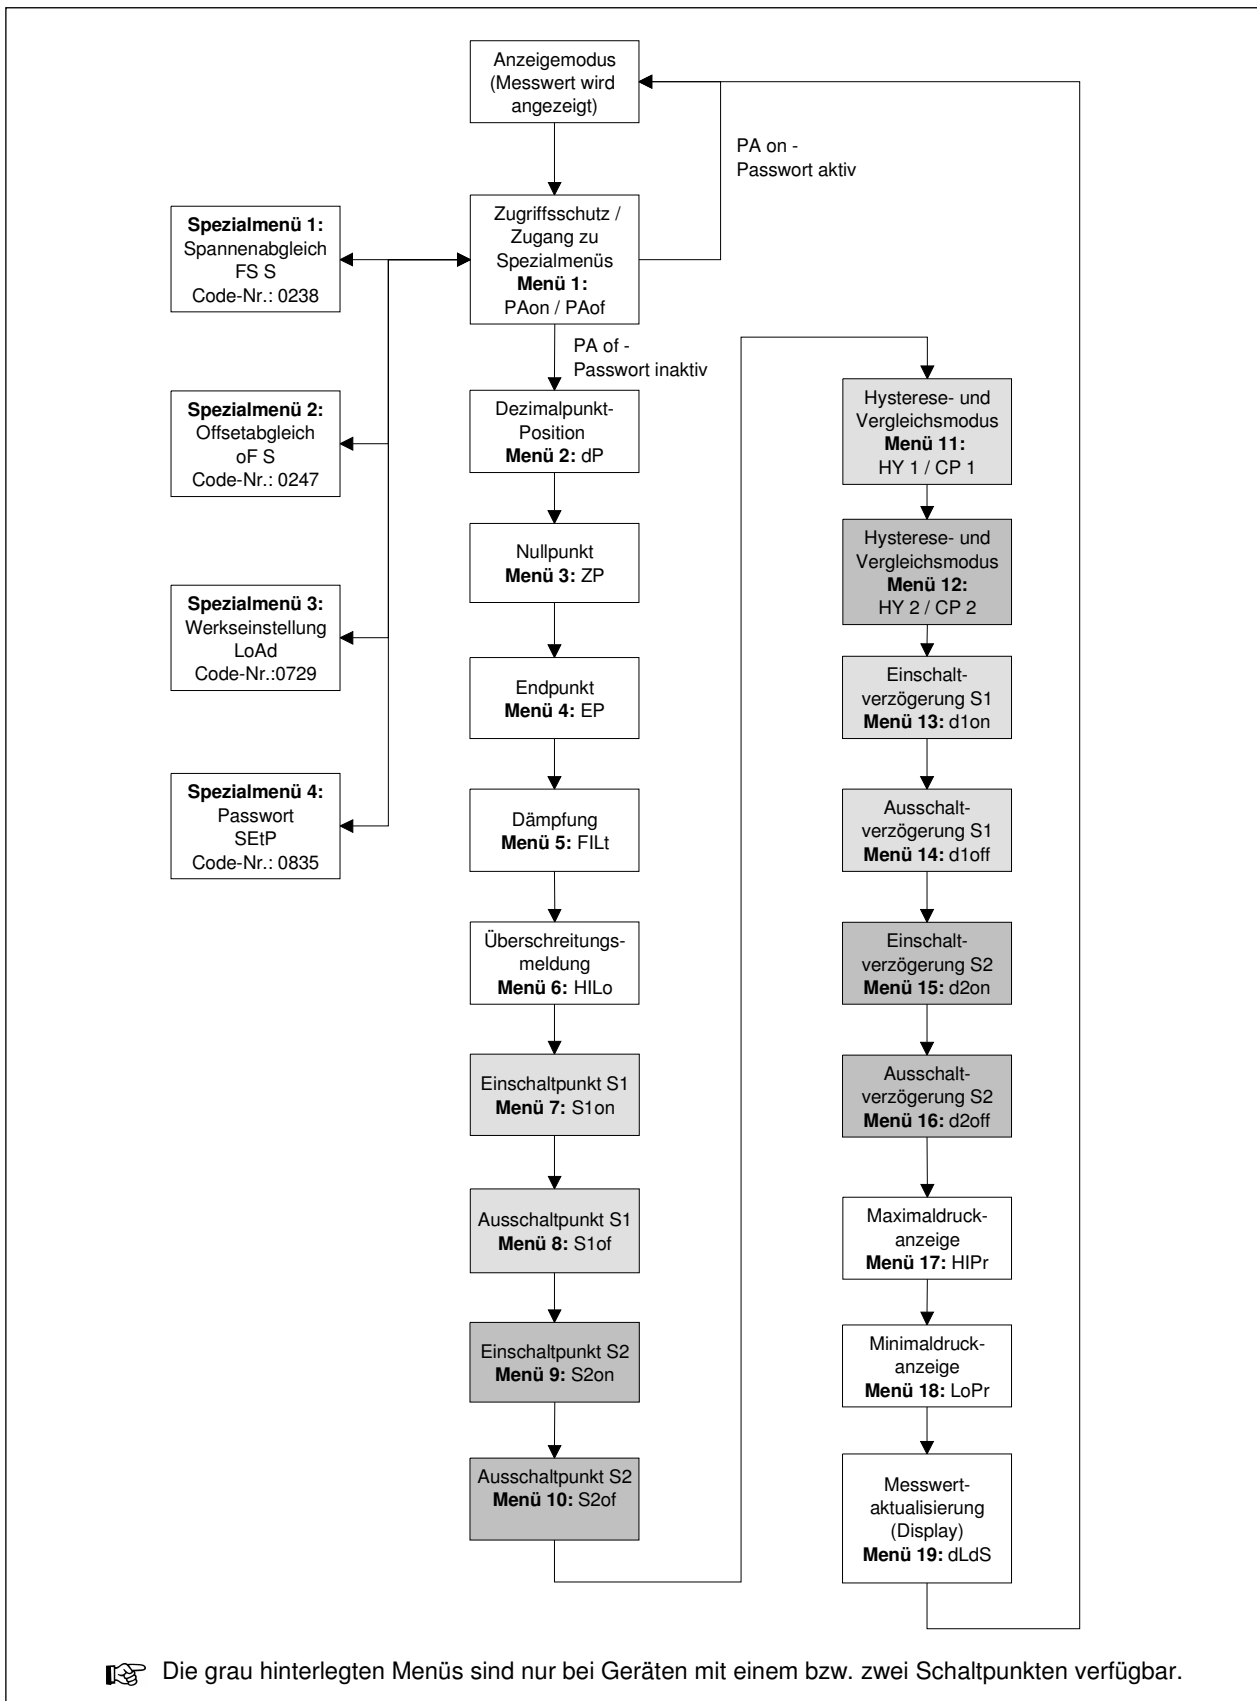 Anzeigemodus
(Messwert wird
angezeigt)
PA on -
Passwort aktiv
Zugriffsschutz /
Zugang zu
Spezialmenüs
Menü 1:
PAon / PAof
Spezialmenü 1:
Spannenabgleich
FS S
Code-Nr.: 0238
Spezialmenü 2:
Offsetabgleich
oF S
Code-Nr.: 0247
Spezialmenü 3:
Werkseinstellung
LoAd
Code-Nr.:0729
Spezialmenü 4:
Passwort
SEtP
Code-Nr.: 0835
PA of -
Passwort inaktiv
Dezimalpunkt-
Position
Menü 2: dP
Nullpunkt
Menü 3: ZP
Endpunkt
Menü 4: EP
Dämpfung
Menü 5: FILt
Überschreitungs-
meldung
Menü 6: HILo
Einschaltpunkt S1
Menü 7: S1on
Ausschaltpunkt S1
Menü 8: S1of
Einschaltpunkt S2
Menü 9: S2on
Ausschaltpunkt S2
Menü 10: S2of
Hysterese- und
Vergleichsmodus
Menü 11:
HY 1 / CP 1
Hysterese- und
Vergleichsmodus
Menü 12:
HY 2 / CP 2
Einschalt-
verzögerung S1
Menü 13: d1on
Ausschalt-
verzögerung S1
Menü 14: d1off
Einschalt-
verzögerung S2
Menü 15: d2on
Ausschalt-
verzögerung S2
Menü 16: d2off
Maximaldruck-
anzeige
Menü 17: HIPr
Minimaldruck-
anzeige
Menü 18: LoPr
Messwert-
aktualisierung
(Display)
Menü 19: dLdS
Die grau hinterlegten Menüs sind nur bei Geräten mit einem bzw. zwei Schaltpunkten verfügbar.